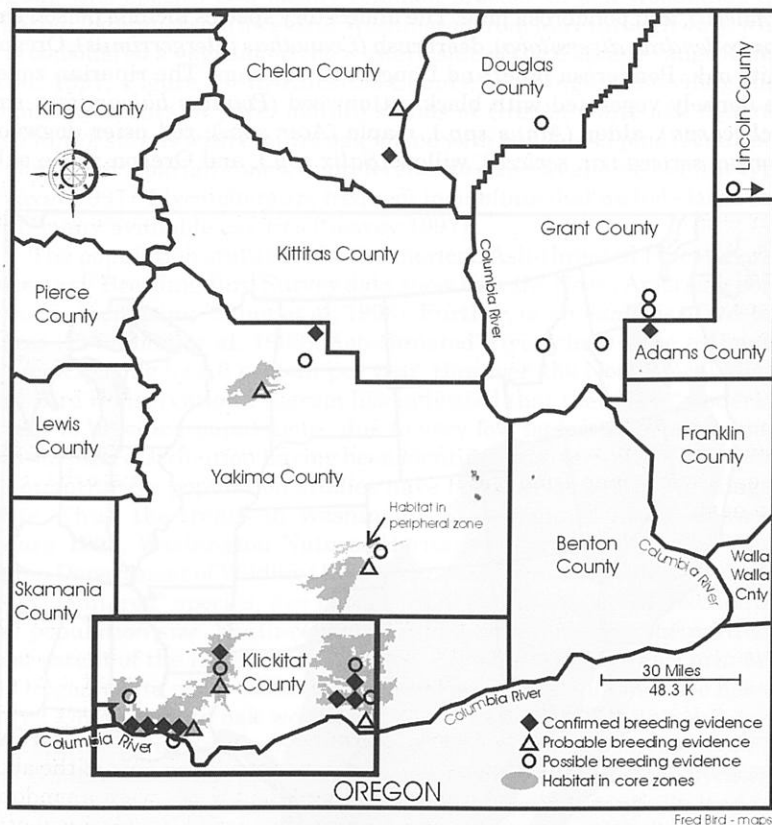 Chelan County
Douglas
County
King County
Lincoln County
Kittitas County
Grant County
Columbia River
Pierce
County
Adams County
Lewis
County
Franklin
County
Yakima County
Habitat in
peripheral zone
Benton
County
Columbia River
Walla
Walla
Cnty
Skamania
County
Klickitat
County
30 Miles
48.3 K
Columbia River
Columbia River
Confirmed breeding evidence
Probable breeding evidence
Possible breeding evidence
Habitat in core zones
OREGON
Fred Bird - maps